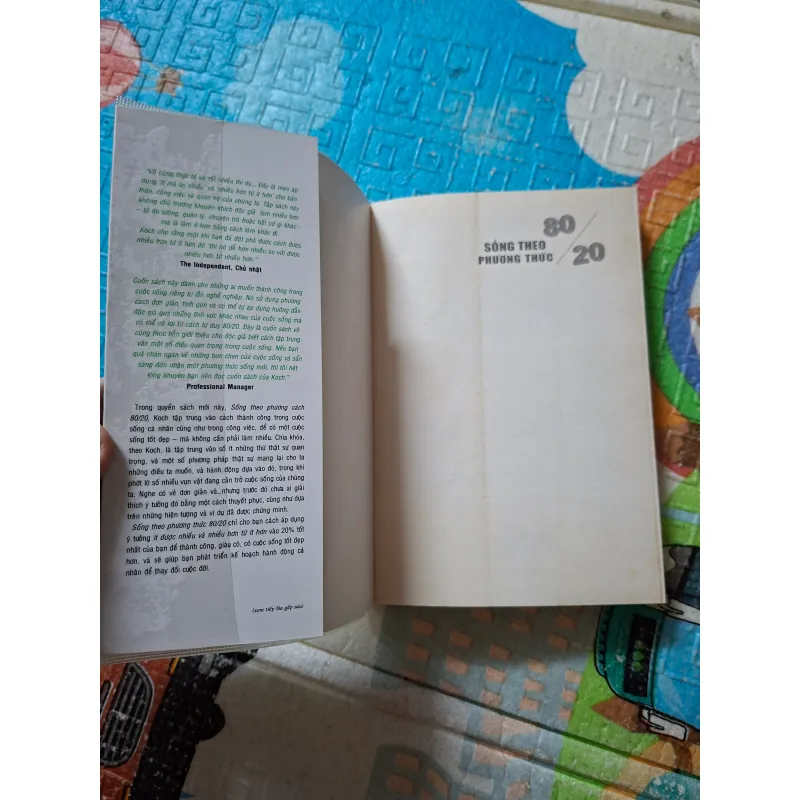 "Vô cùng thực tế và rất nhiều thí dụ... Đây là mẹo áp
dụng 'ít mà ăn nhiều' và 'nhiều hơn từ ít hơn' cho bản
thân, công việc và quan hệ của chúng ta. Tập sách này
không chủ trương khuyến khích độc giả làm nhiều hơn
– từ đo lường, quản lý, chuyện trò hoặc bất cứ gì khác -
mà là làm ít hơn bằng cách làm khác đi.
Koch cho rằng một khi bạn đã đột phá được cách được
nhiều hơn từ ít hơn đó 'thì nó dễ hơn nhiều so với được
nhiều hơn từ nhiều hơn'."
The Independent, Chủ nhật
Cuốn sách này dành cho những ai muốn thành công trong
cuộc sống riêng tư lẫn nghề nghiệp. Nó sử dụng phương
cách đơn giản, tinh gọn và có thể tự áp dụng hướng dẫn
độc giả qua những lĩnh vực khác nhau của cuộc sống mà
có thể có lợi từ cách tư duy 80/20. Đây là cuốn sách vô
cùng thực tiễn giới thiệu cho độc giả biết cách tập trung
vào một số điều quan trọng trong cuộc sống. Nếu bạn
quá chán ngán về những bon chen của cuộc sống và sẵn
sàng đón nhận một phương thức sống mới, thì tôi hết
lòng khuyên bạn nên đọc cuốn sách của Koch."
Professional Manager
Trong quyển sách mới này, Sống theo phương cách
80/20, Koch tập trung vào cách thành công trong cuộc
sống cá nhân cũng như trong công việc, để có một cuộc
sống tốt đẹp – mà không cần phải làm nhiều. Chìa khóa,
theo Koch, là tập trung vào số ít những thứ thật sự quan
trọng, và một số phương pháp thật sự mang lại cho ta
những điều ta muốn, và hành động dựa vào đó, trong khi
phớt lờ số nhiều vụn vặt đang cản trở cuộc sống của chúng
ta. Nghe có vẻ đơn giản và...nhưng trước đó chưa ai giải
thích ý tưởng đó bằng một cách thuyết phục, cũng như dựa
trên những hiện tượng và ví dụ đã được chứng minh.
Sống theo phương thức 80/20 chỉ cho bạn cách áp dụng
ý tưởng ít được nhiều và nhiều hơn từ ít hơn vào 20% tốt
nhất của bạn để thành công, giàu có, có cuộc sống tốt đẹp
hơn, và sẽ giúp bạn phát triển kế hoạch hành động cá
nhân để thay đổi cuộc đời.
(xem tiếp bìa gấp sau)
SỐNG THEO
PHƯƠNG THỨC
80/20